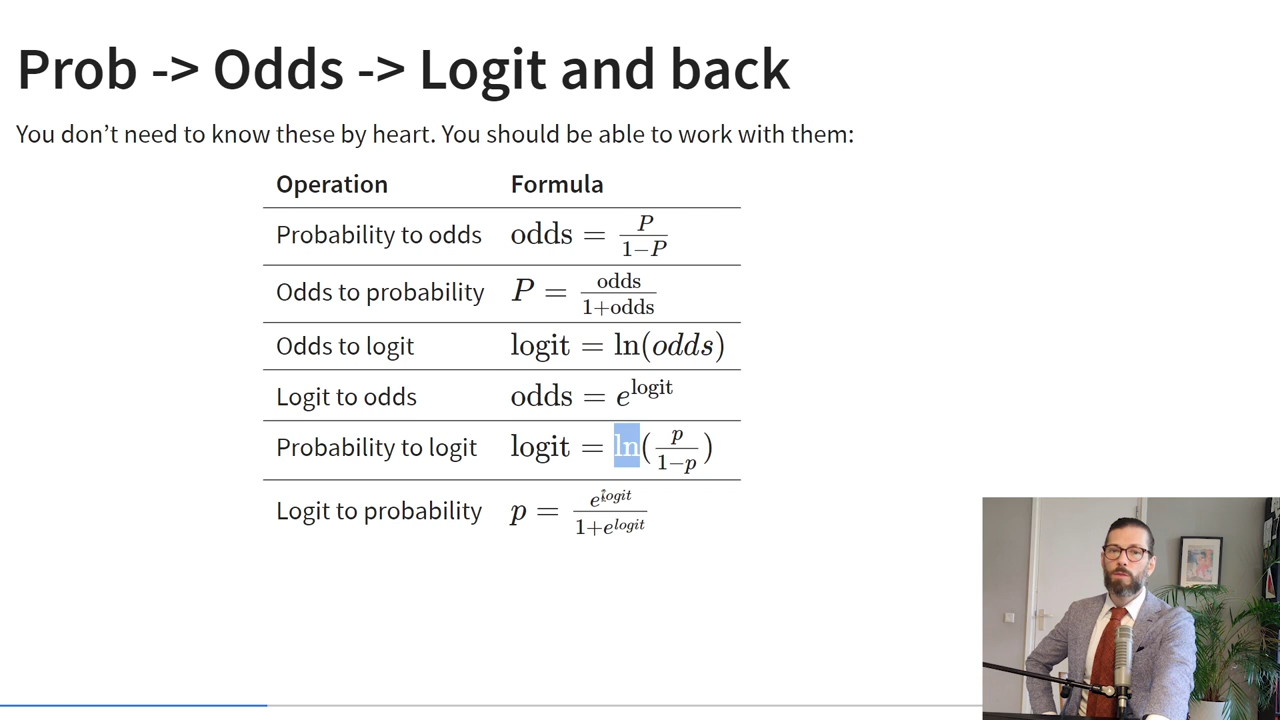 Prob -> Odds -> Logit and back
You don’t need to know these by heart. You should be able to work with them:
Operation Formula
Probability to odds odds = P/(1−P)
Odds to probability P = odds/(1+odds)
Odds to logit logit = ln(odds)
Logit to odds odds = e^logit
Probability to logit logit = ln(p/(1−p))
Logit to probability p = e^logit/(1+e^logit)